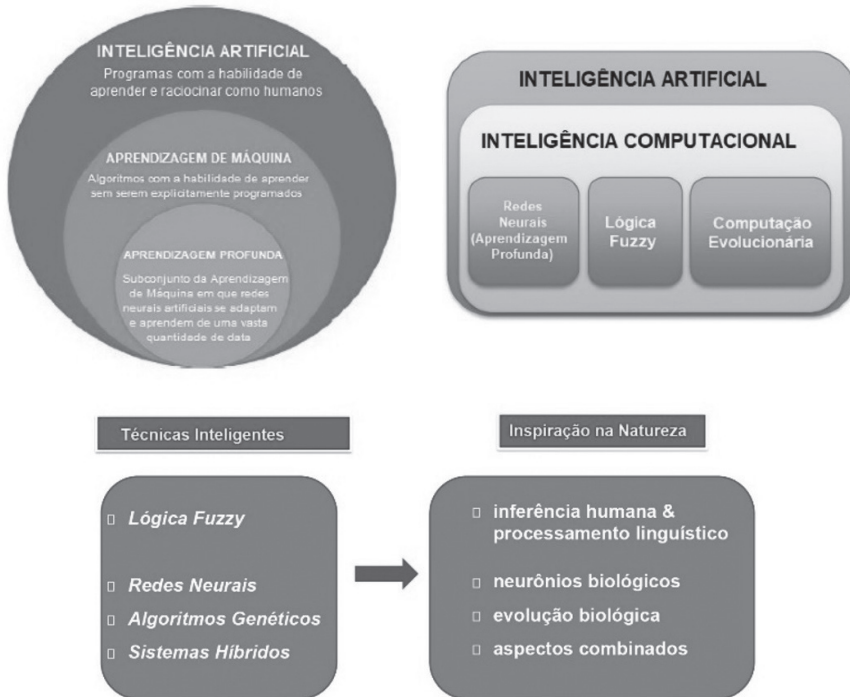 INTELIGÊNCIA ARTIFICIAL
Programas com a habilidade de
aprender e raciocinar como humanos
APRENDIZAGEM DE MÁQUINA
Algoritmos com a habilidade de aprender
sem serem explicitamente programados
APRENDIZAGEM PROFUNDA
Subconjunto da Aprendizagem
de Máquina em que redes
neurais artificiais se adaptam
e aprendem de uma vasta
quantidade de data
INTELIGÊNCIA ARTIFICIAL
INTELIGÊNCIA COMPUTACIONAL
Redes
Neurais
(Aprendizagem
Profunda)
Lógica
Fuzzy
Computação
Evolucionária
Técnicas Inteligentes
Lógica Fuzzy
Redes Neurais
Algoritmos Genéticos
Sistemas Híbridos
Inspiração na Natureza
inferência humana &
processamento linguístico
neurônios biológicos
evolução biológica
aspectos combinados